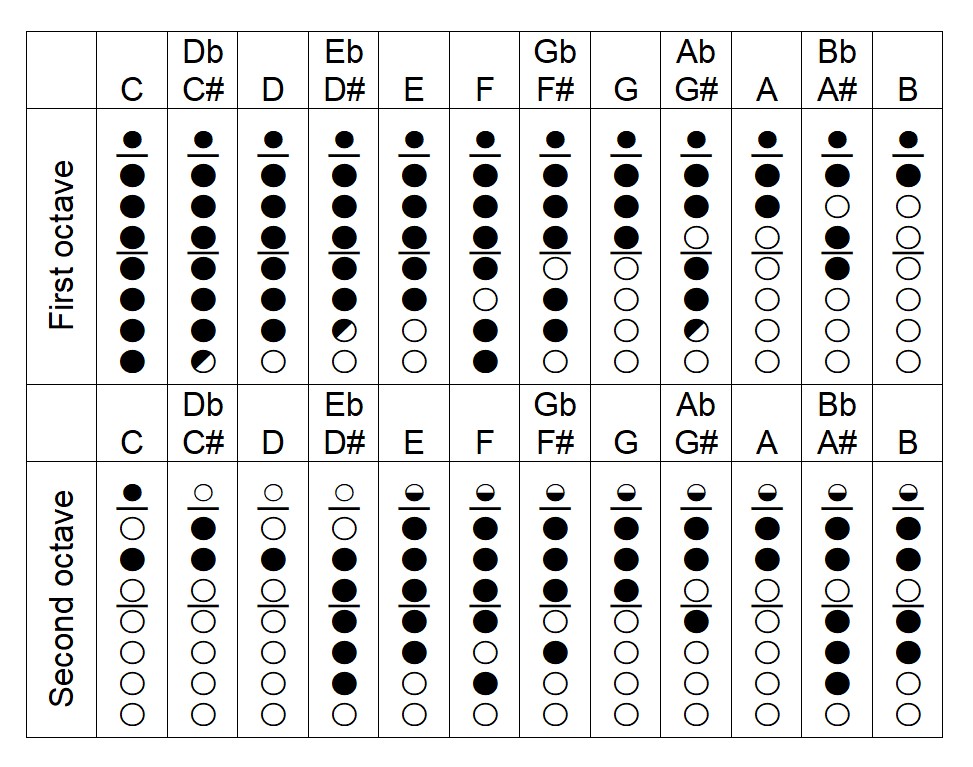 Db Eb Gb Ab Bb
C C# D D# E F F# G G# A A# B
First octave
Db Eb Gb Ab Bb
C C# D D# E F F# G G# A A# B
Second octave